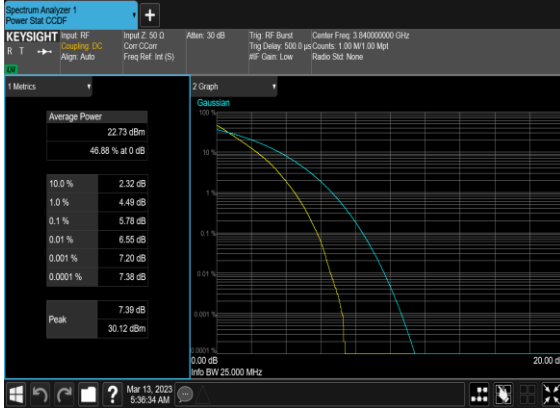 Spectrum Analyzer 1
Power Stat CCDF
KEYSIGHT
R T
Input: RF
Coupling: DC
Align: Auto
Input Z: 50 Ω
Corr CCorr
Freq Ref: Int (S)
Atten: 30 dB
Trig: RF Burst
Trig Delay: 500.0 µs
#IF Gain: Low
Center Freq: 3.840000000 GHz
Counts: 1.00 M/1.00 Mpt
Radio Std: None
1 Metrics
Average Power
22.73 dBm
46.88 % at 0 dB
10.0 % 2.32 dB
1.0 % 4.49 dB
0.1 % 5.78 dB
0.01 % 6.55 dB
0.001 % 7.20 dB
0.0001 % 7.38 dB
Peak
7.39 dB
30.12 dBm
2 Graph
Gaussian
100 %
10 %
1 %
0.1 %
0.01 %
0.001 %
0.0001 %
0.00 dB
20.00 d
Info BW 25.000 MHz
?
Mar 13, 2023
5:36:34 AM